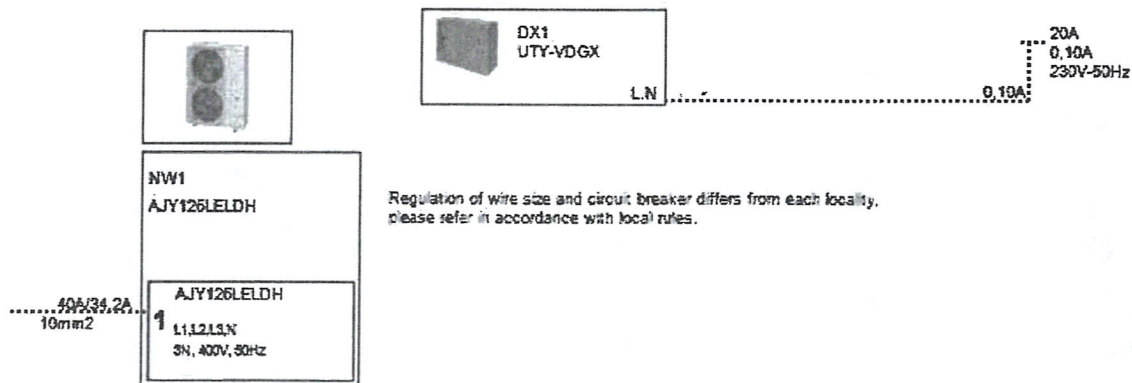 DX1
UTY-VDGX
L.N
0,10A
20A
0,10A
230V-50Hz
NW1
AJY126LELDH
Regulation of wire size and circuit breaker differs from each locality,
please refer in accordance with local rules.
40A/34.2A
10mm2
AJY126LELDH
1
L1,L2,L3,N
3N, 400V, 50Hz